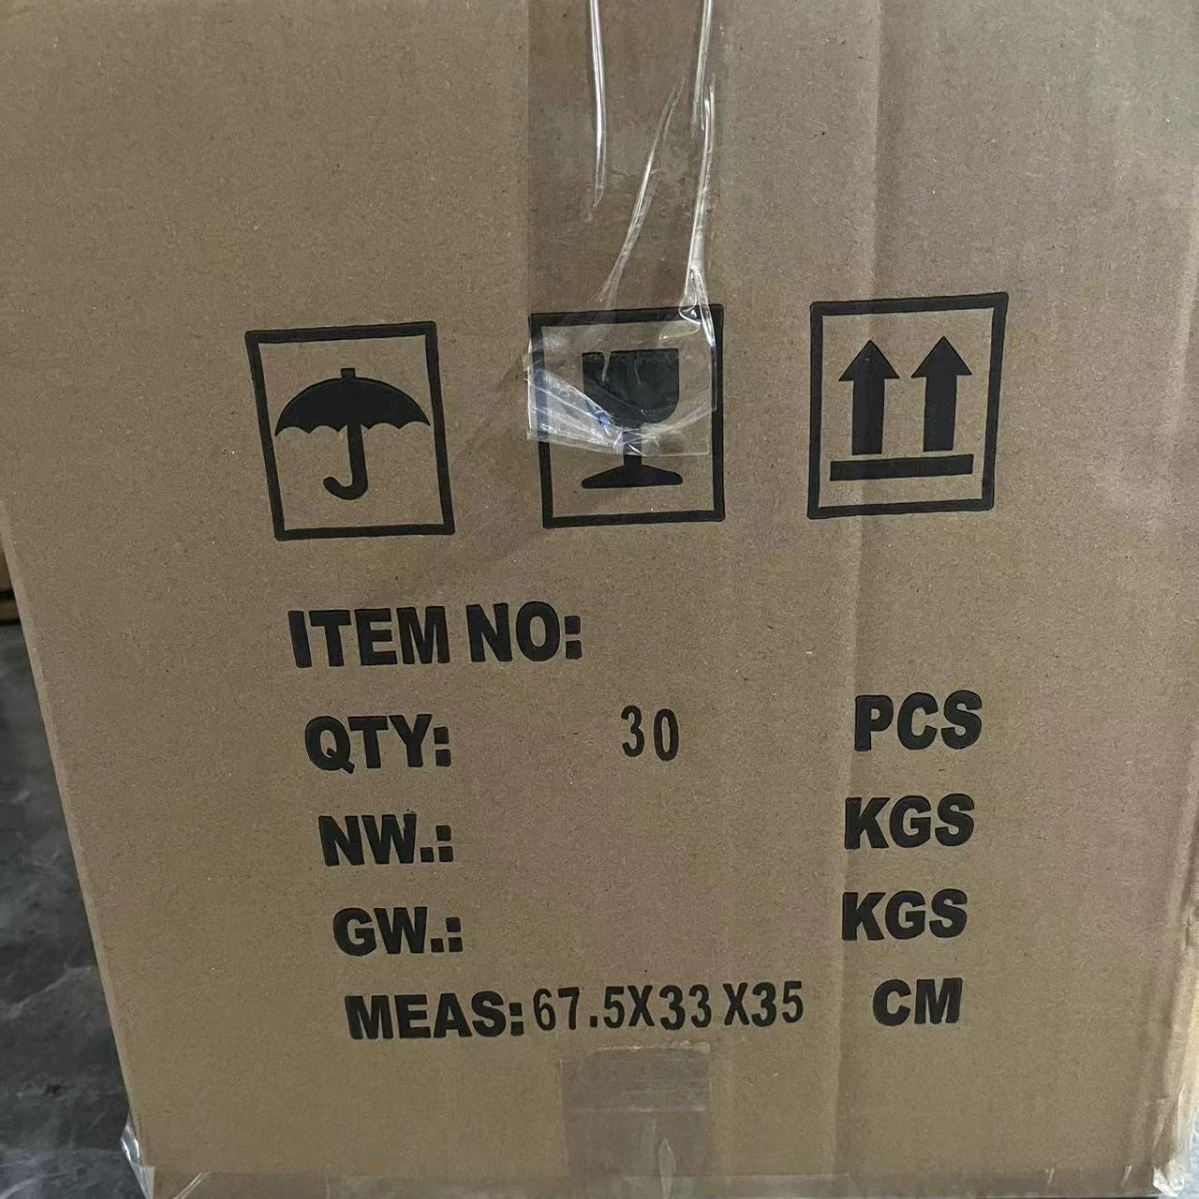 ITEM NO:
QTY: 30 PCS
NW.: KGS
GW.: KGS
MEAS: 67.5X33X35 CM